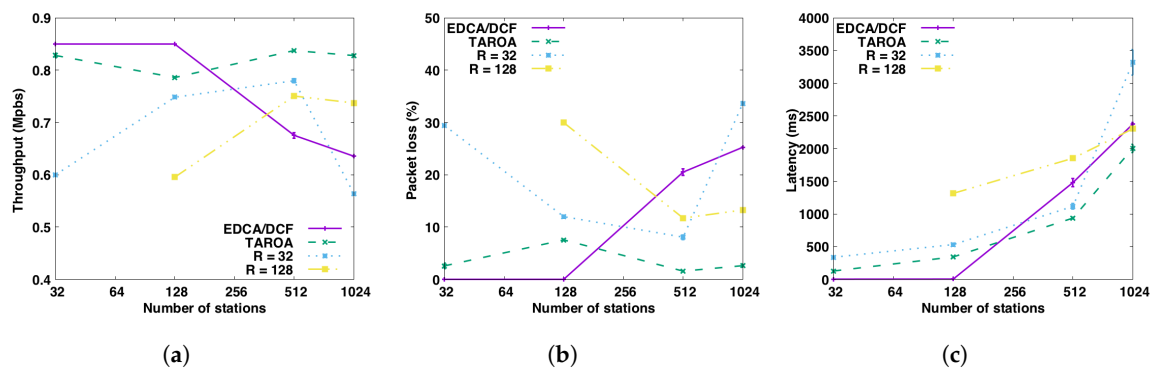 0.9
0.8
0.7
0.6
0.5
0.4
Throughput (Mpbs)
EDCA/DCF
TAROA
R = 32
R = 128
32 64 128 256 512 1024
Number of stations
(a)
50
40
30
20
10
0
Packet loss (%)
EDCA/DCF
TAROA
R = 32
R = 128
32 64 128 256 512 1024
Number of stations
(b)
4000
3500
3000
2500
2000
1500
1000
500
0
Latency (ms)
EDCA/DCF
TAROA
R = 32
R = 128
32 64 128 256 512 1024
Number of stations
(c)